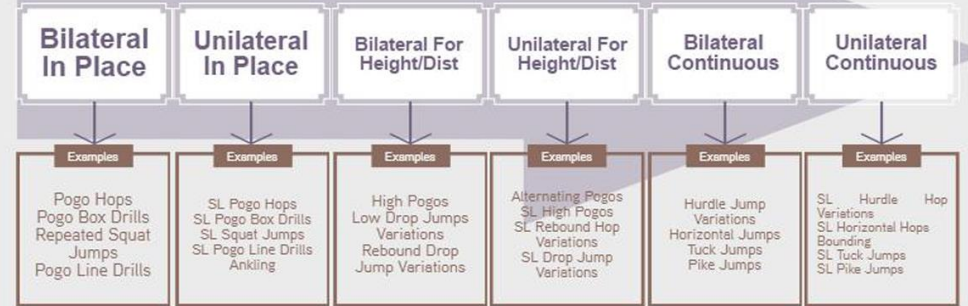 Bilateral
In Place
Unilateral
In Place
Bilateral For
Height/Dist
Unilateral For
Height/Dist
Bilateral
Continuous
Unilateral
Continuous
Examples
Pogo Hops
Pogo Box Drills
Repeated Squat
Jumps
Pogo Line Drills
Examples
SL Pogo Hops
SL Pogo Box Drills
SL Squat Jumps
SL Pogo Line Drills
Ankling
Examples
High Pogos
Low Drop Jumps
Variations
Rebound Drop
Jump Variations
Examples
Alternating Pogos
SL High Pogos
SL Rebound Hop
Variations
SL Drop Jump
Variations
Examples
Hurdle Jump
Variations
Horizontal Jumps
Tuck Jumps
Pike Jumps
Examples
SL Hurdle Hop
Variations
SL Horizontal Hops
Bounding
SL Tuck Jumps
SL Pike Jumps